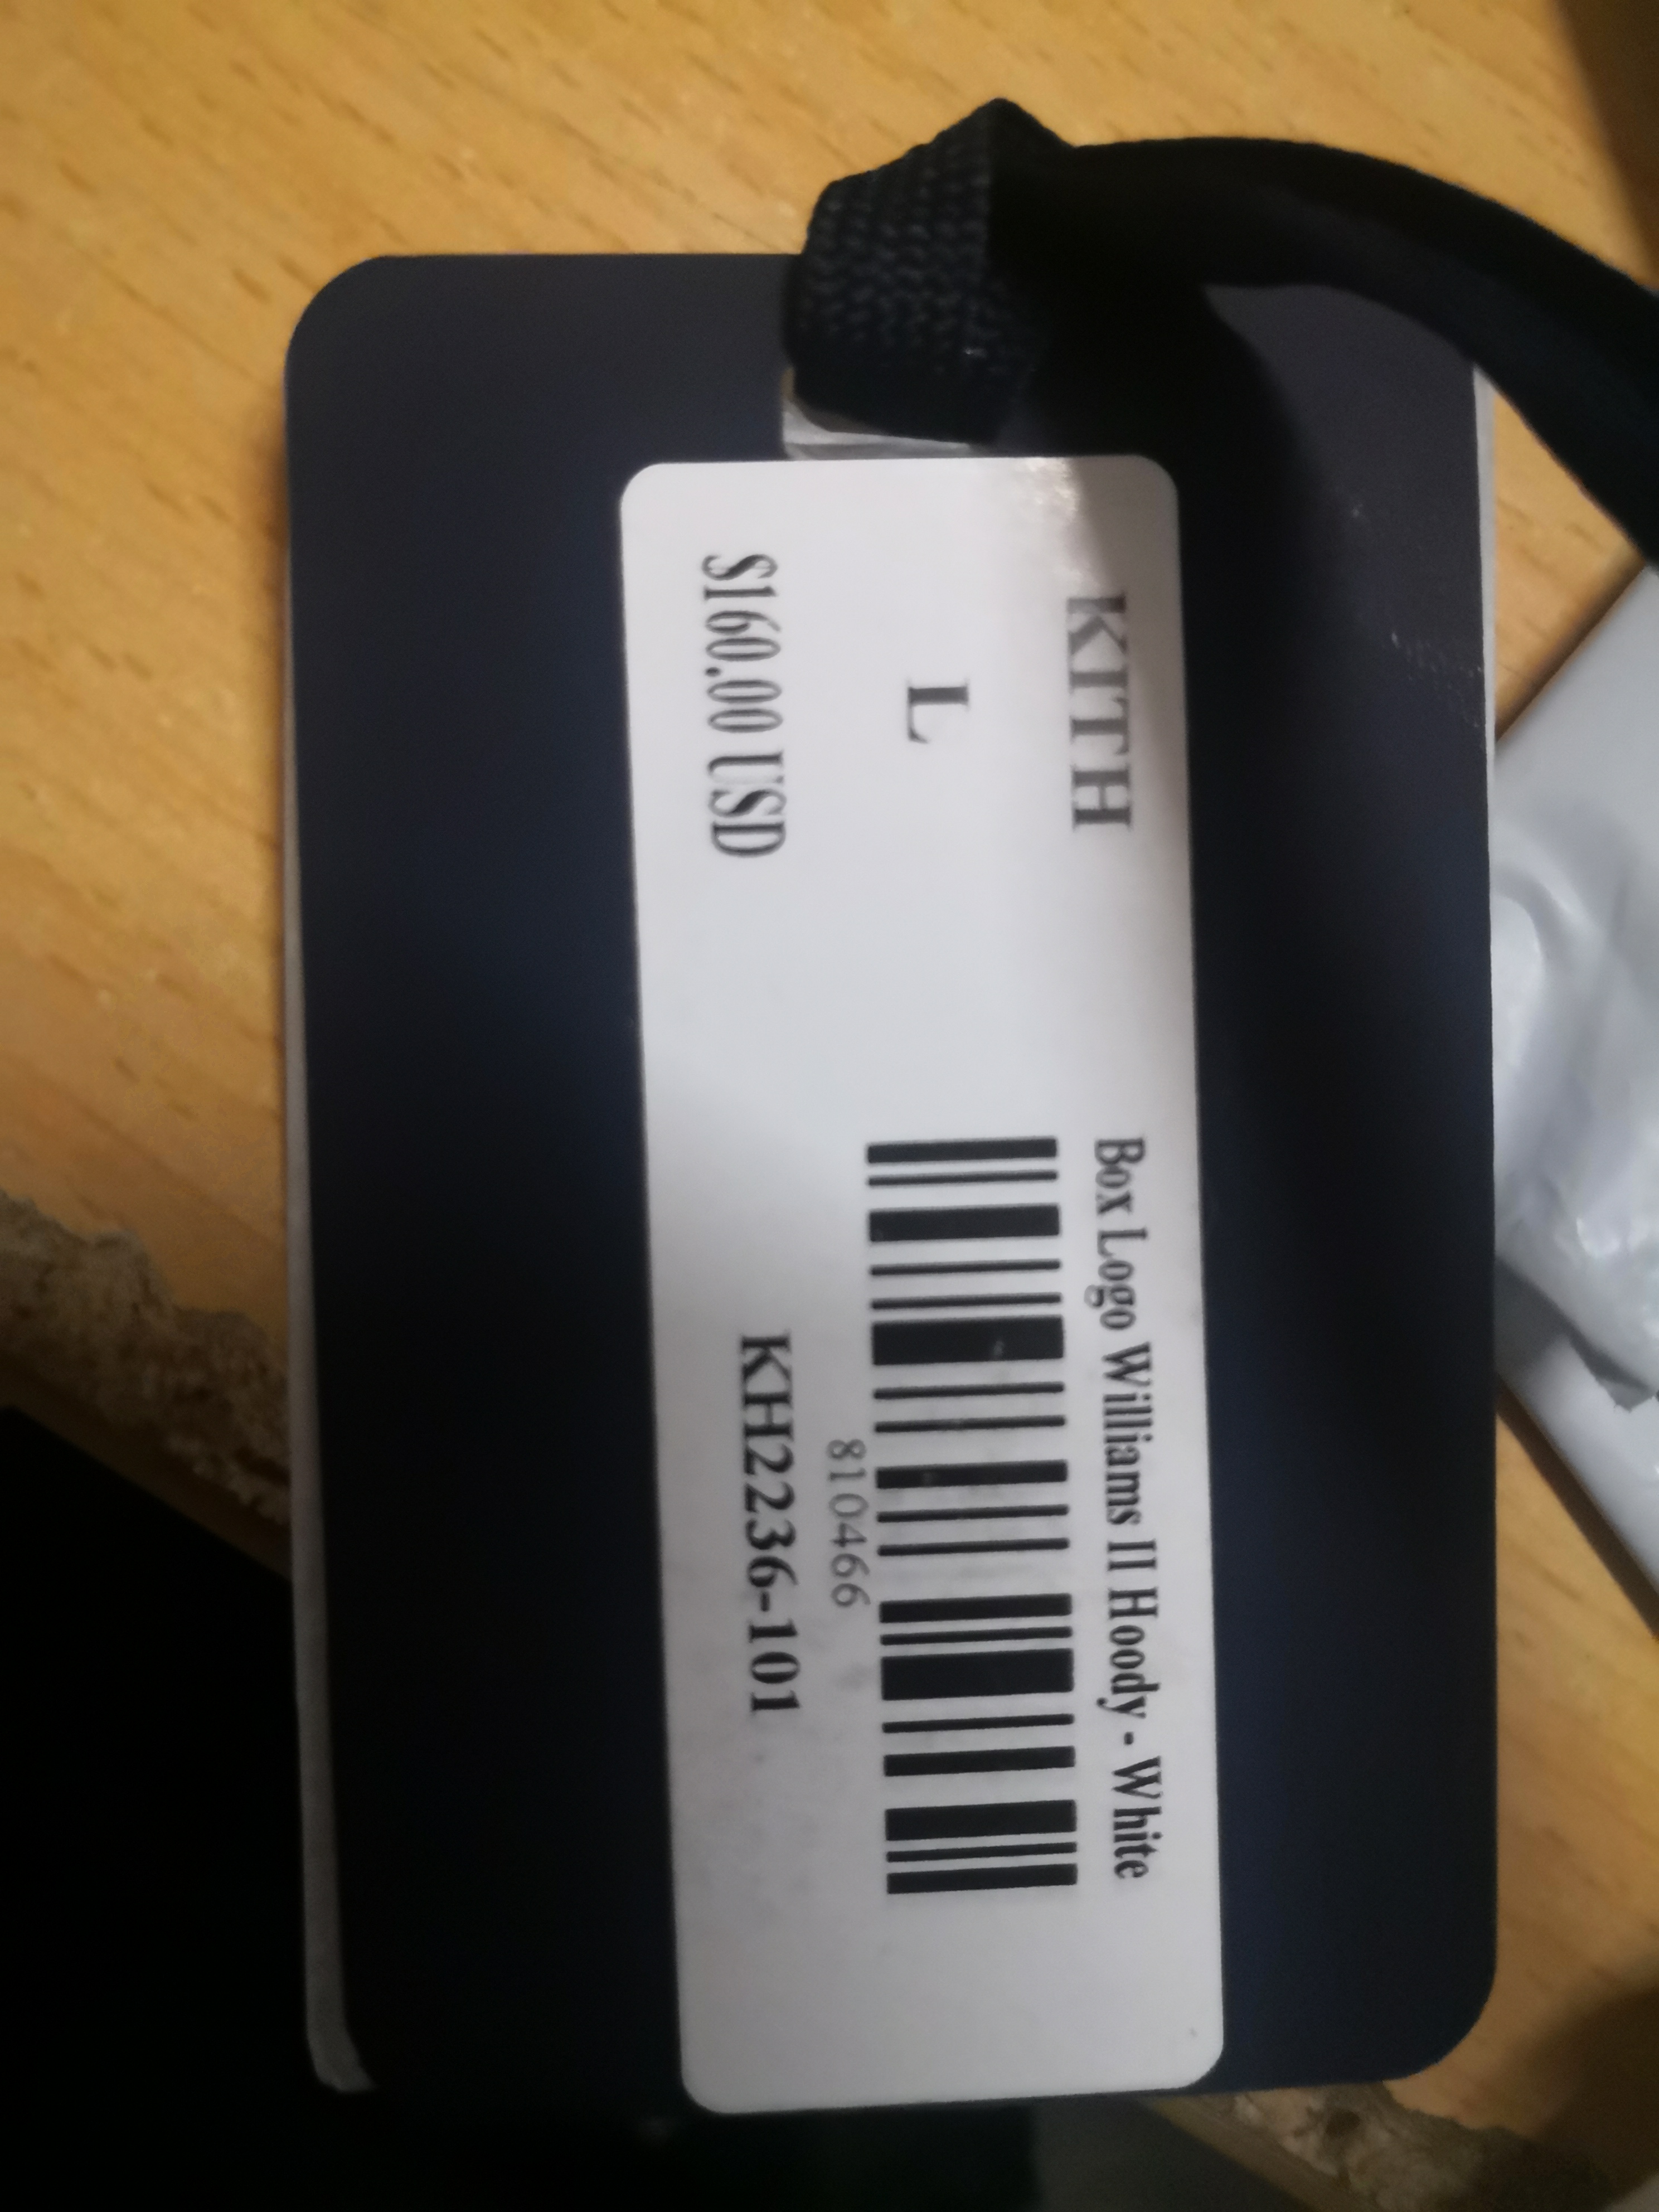 KITH
L
$160.00 USD
Box Logo Williams II Hoody - White
810466
KH2236-101